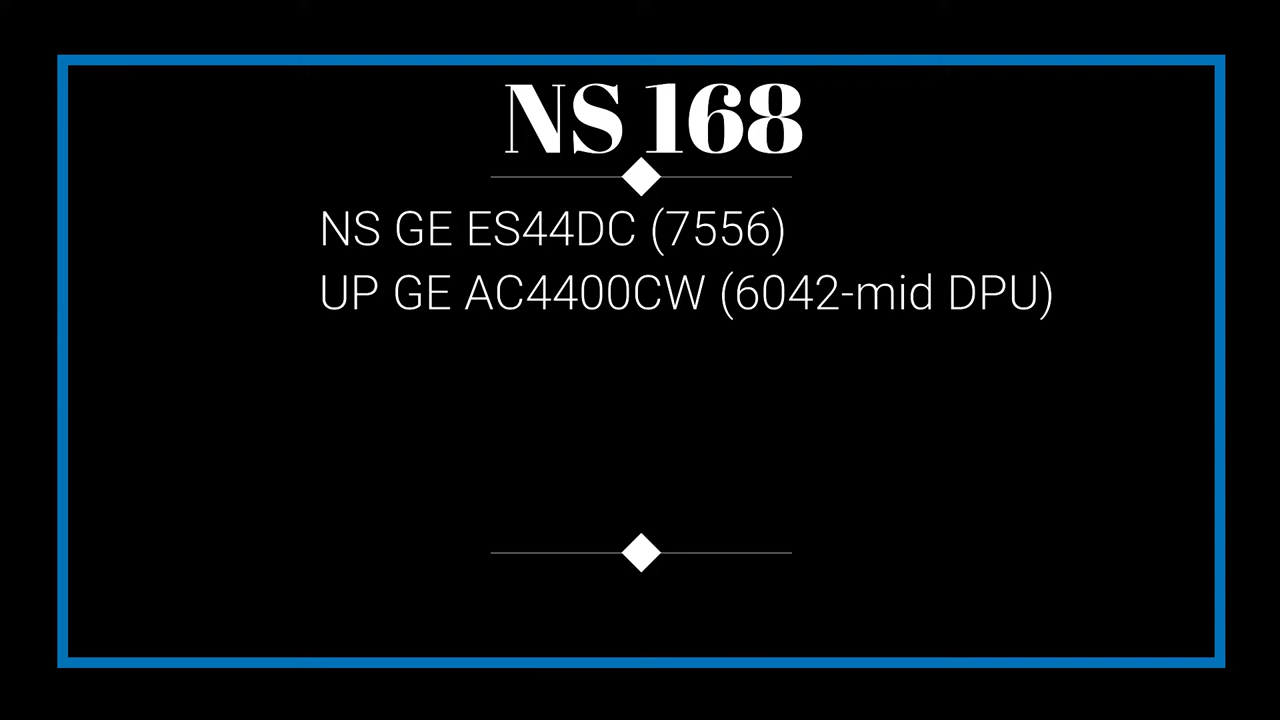 NS 168
NS GE ES44DC (7556)
UP GE AC4400CW (6042-mid DPU)